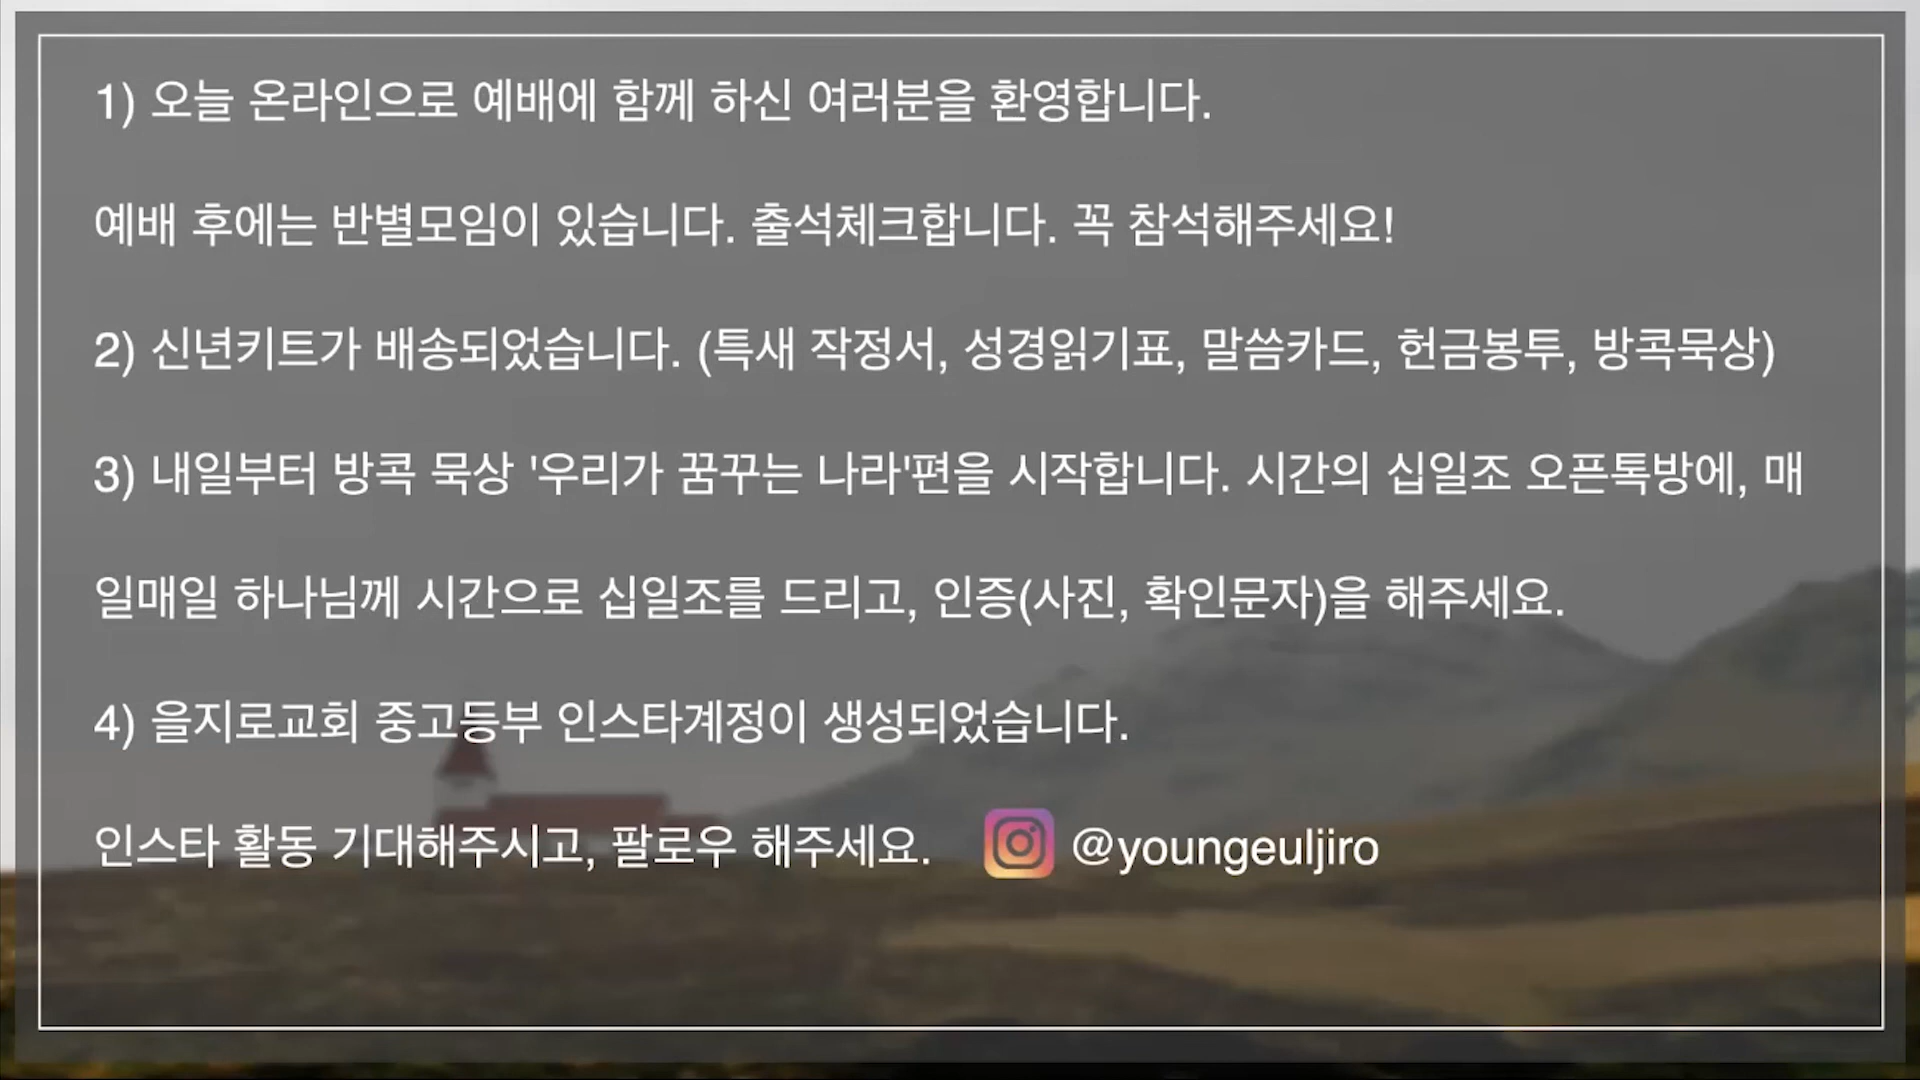 1) 오늘 온라인으로 예배에 함께 하신 여러분을 환영합니다.
예배 후에는 반별모임이 있습니다. 출석체크합니다. 꼭 참석해주세요!
2) 신년키트가 배송되었습니다. (특새 작정서, 성경읽기표, 말씀카드, 헌금봉투, 방콕묵상)
3) 내일부터 방콕 묵상 '우리가 꿈꾸는 나라'편을 시작합니다. 시간의 십일조 오픈톡방에, 매
일매일 하나님께 시간으로 십일조를 드리고, 인증(사진, 확인문자)을 해주세요.
4) 을지로교회 중고등부 인스타계정이 생성되었습니다.
인스타 활동 기대해주시고, 팔로우 해주세요. @youngeuljiro